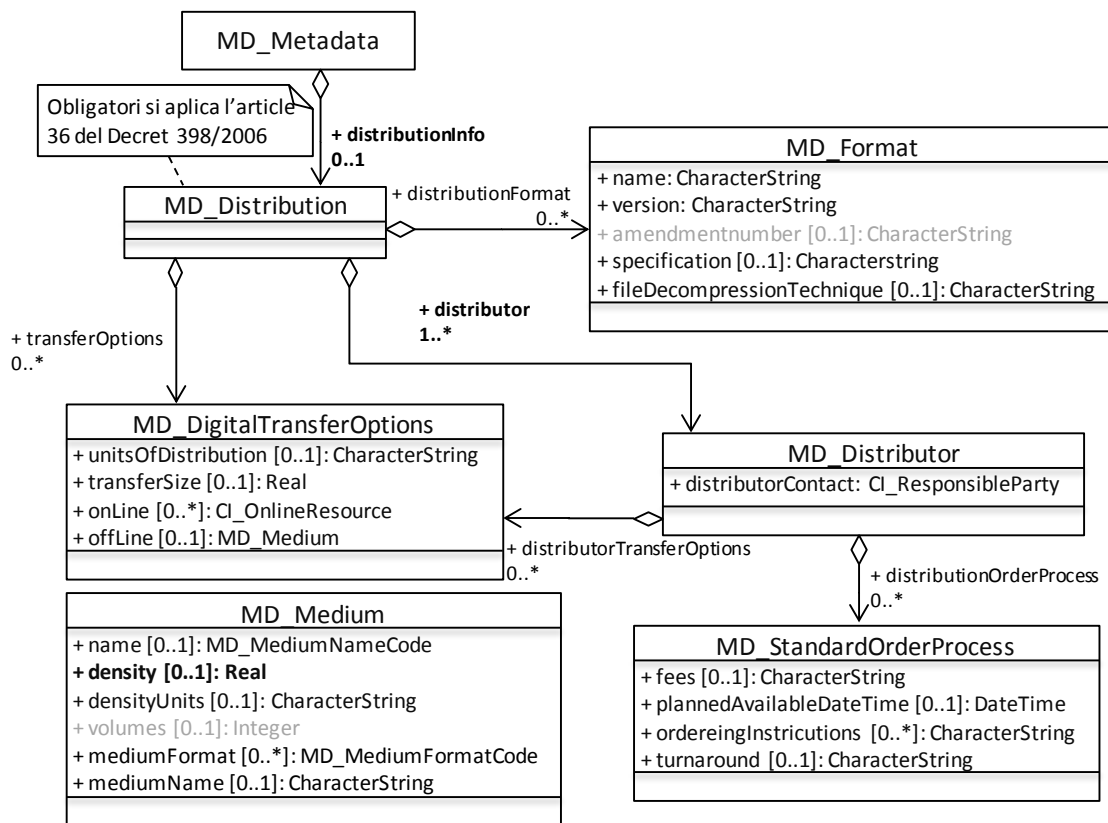 MD_Metadata
Obligatori si aplica l'article
36 del Decret 398/2006
+ distributionInfo
0..1
MD_Distribution
+ distributionFormat
0..*
MD_Format
+ name: CharacterString
+ version: CharacterString
+ amendmentnumber [0..1]: CharacterString
+ specification [0..1]: Characterstring
+ fileDecompressionTechnique [0..1]: CharacterString
+ transferOptions
0..*
+ distributor
1..*
MD_DigitalTransferOptions
+ unitsOfDistribution [0..1]: CharacterString
+ transferSize [0..1]: Real
+ onLine [0..*]: CI_OnlineResource
+ offLine [0..1]: MD_Medium
MD_Distributor
+ distributorContact: CI_ResponsibleParty
+ distributorTransferOptions
0..*
+ distributionOrderProcess
0..*
MD_Medium
+ name [0..1]: MD_MediumNameCode
+ density [0..1]: Real
+ densityUnits [0..1]: CharacterString
+ volumes [0..1]: Integer
+ mediumFormat [0..*]: MD_MediumFormatCode
+ mediumName [0..1]: CharacterString
MD_StandardOrderProcess
+ fees [0..1]: CharacterString
+ plannedAvailableDateTime [0..1]: DateTime
+ ordereingInstricutions [0..*]: CharacterString
+ turnaround [0..1]: CharacterString